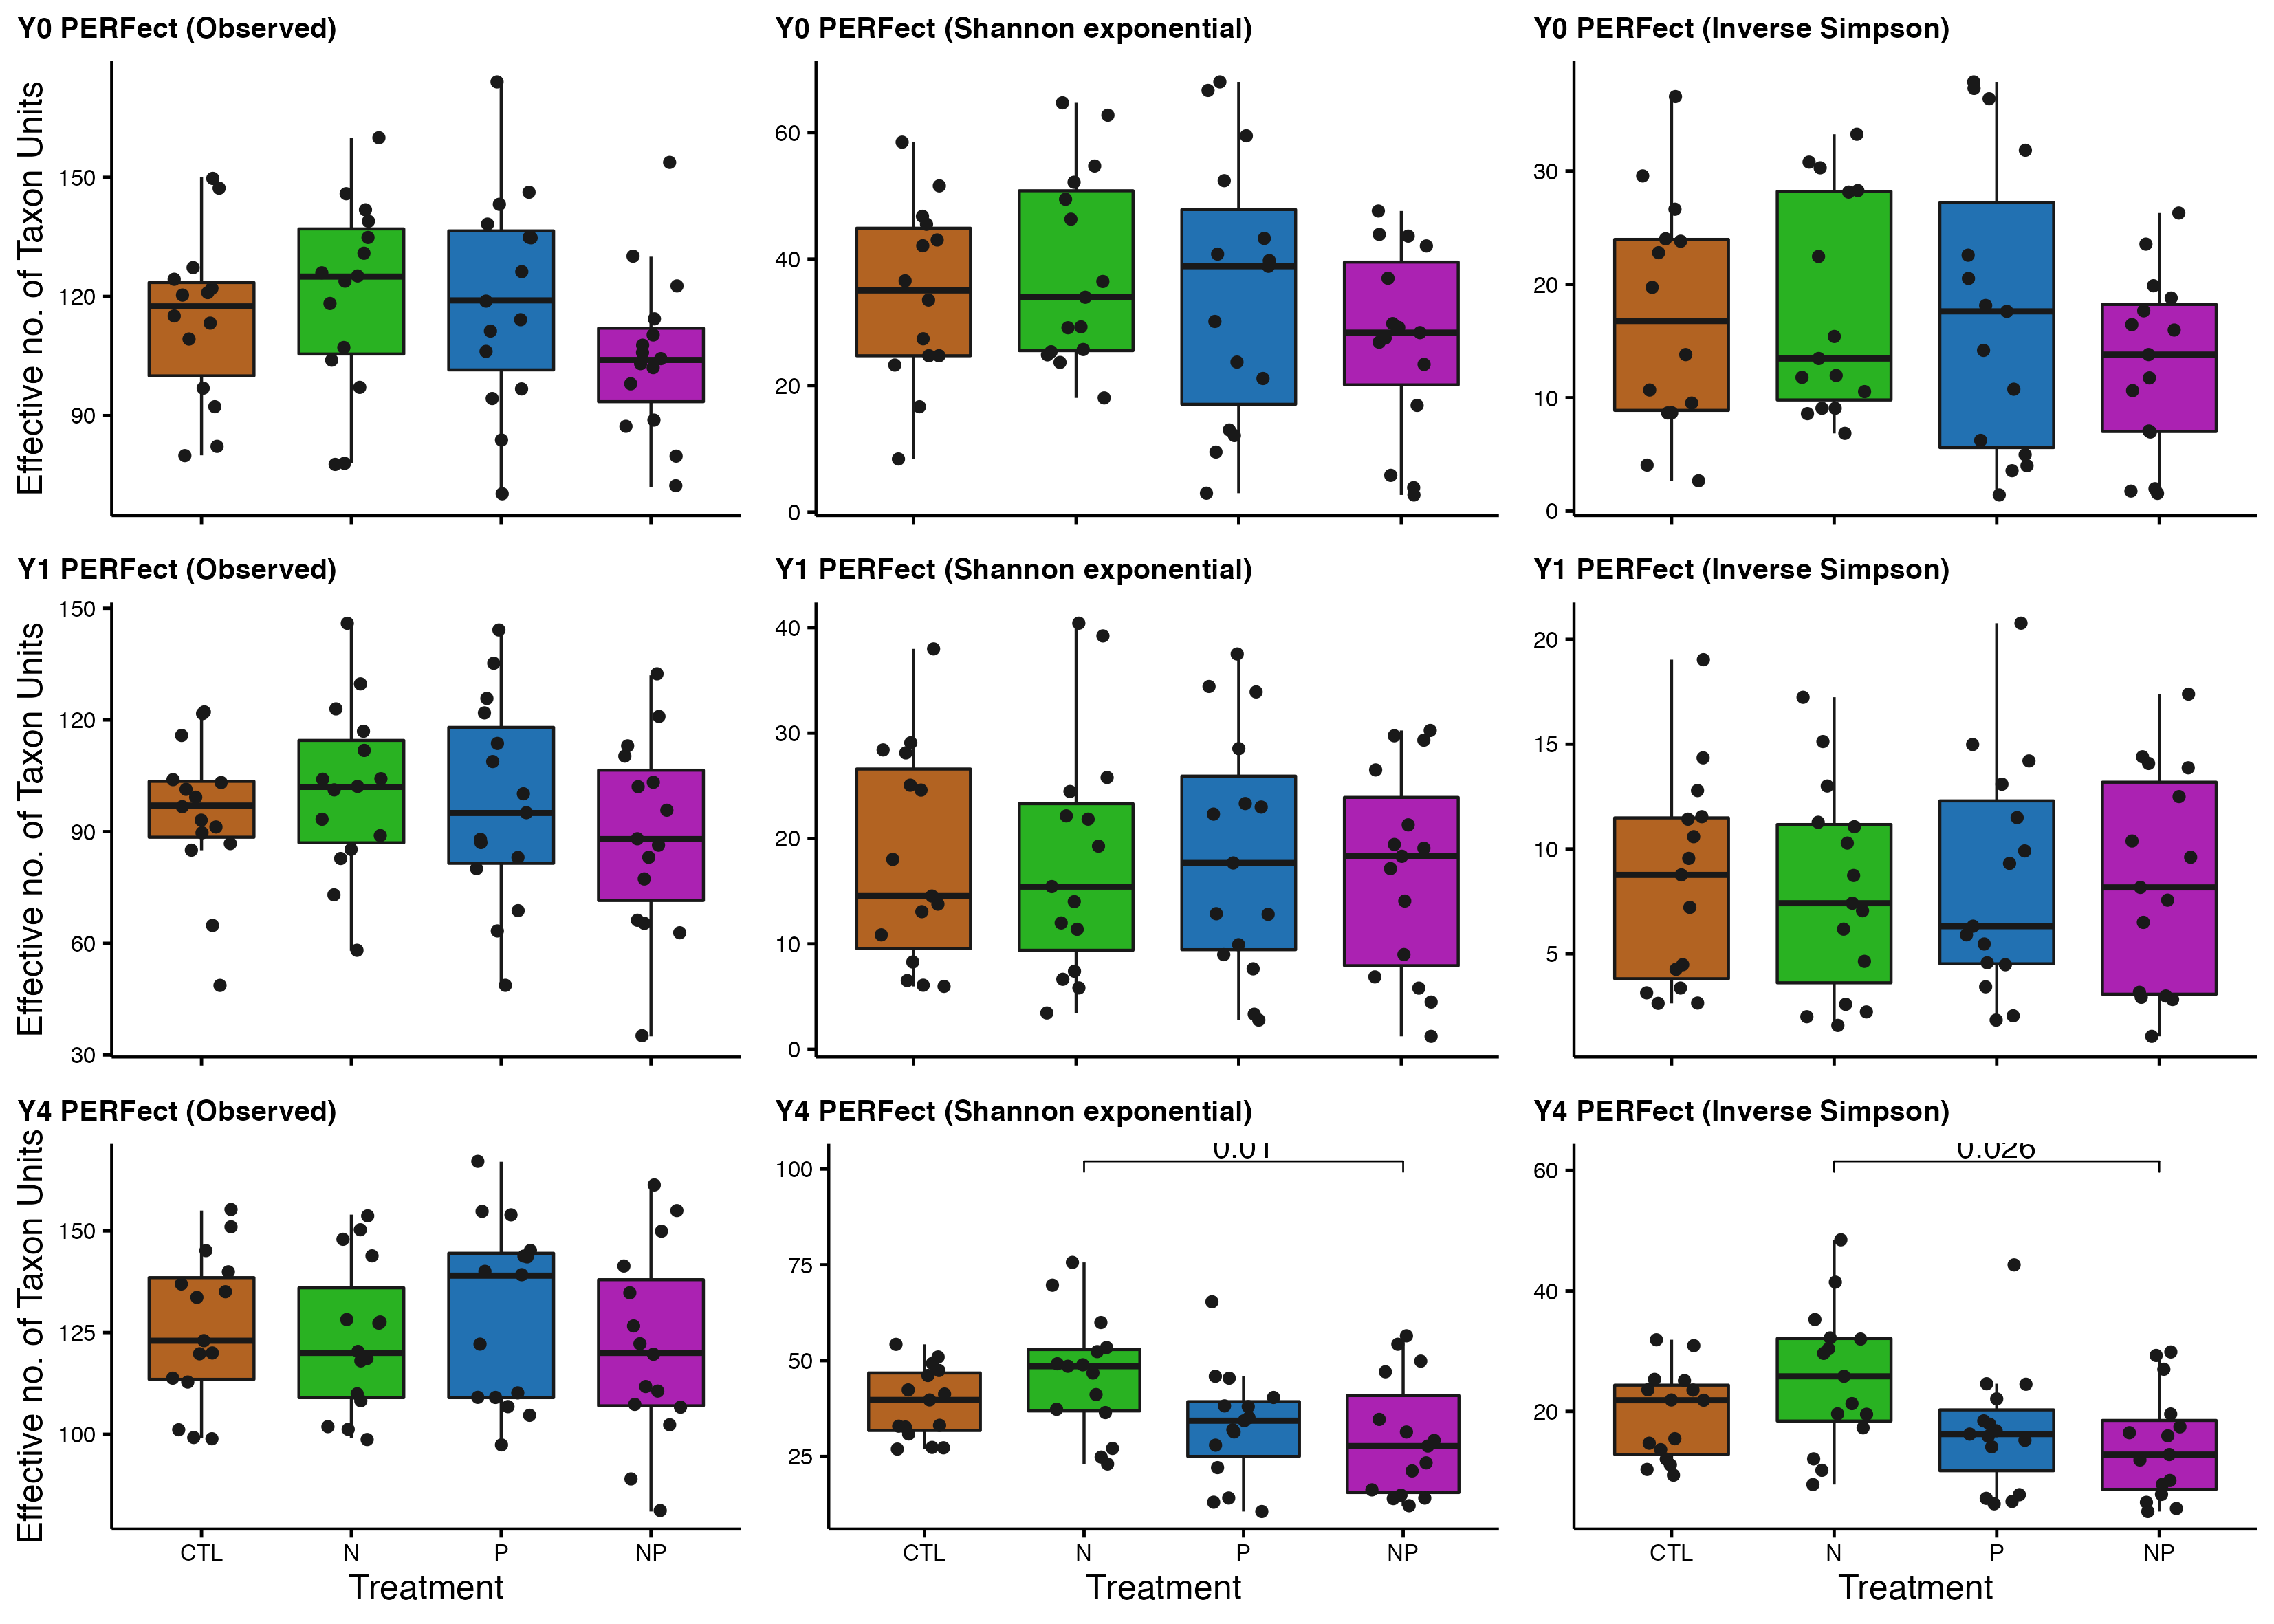 Y0 PERFect (Observed)
Effective no. of Taxon Units
150
120
90
Y0 PERFect (Shannon exponential)
60
40
20
0
Y0 PERFect (Inverse Simpson)
30
20
10
0
Y1 PERFect (Observed)
Effective no. of Taxon Units
150
120
90
60
30
Y1 PERFect (Shannon exponential)
40
30
20
10
0
Y1 PERFect (Inverse Simpson)
20
15
10
5
Y4 PERFect (Observed)
Effective no. of Taxon Units
150
125
100
CTL N P NP
Treatment
Y4 PERFect (Shannon exponential)
0.01
100
75
50
25
CTL N P NP
Treatment
Y4 PERFect (Inverse Simpson)
0.026
60
40
20
CTL N P NP
Treatment